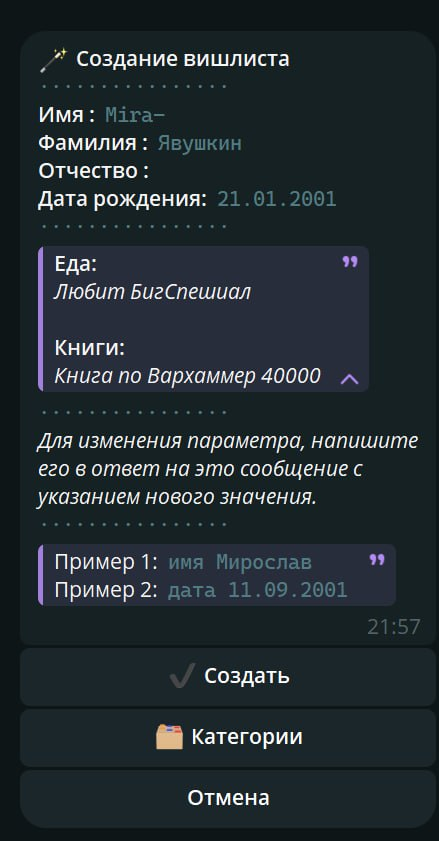 Создание вишлиста
Имя : Mira–
Фамилия : Явушкин
Отчество :
Дата рождения: 21.01.2001
Еда:
Любит БигСпешиал
Книги:
Книга по Вархаммер 40000
Для изменения параметра, напишите
его в ответ на это сообщение с
указанием нового значения.
Пример 1: имя Мирослав
Пример 2: дата 11.09.2001
21:57
Создать
Категории
Отмена